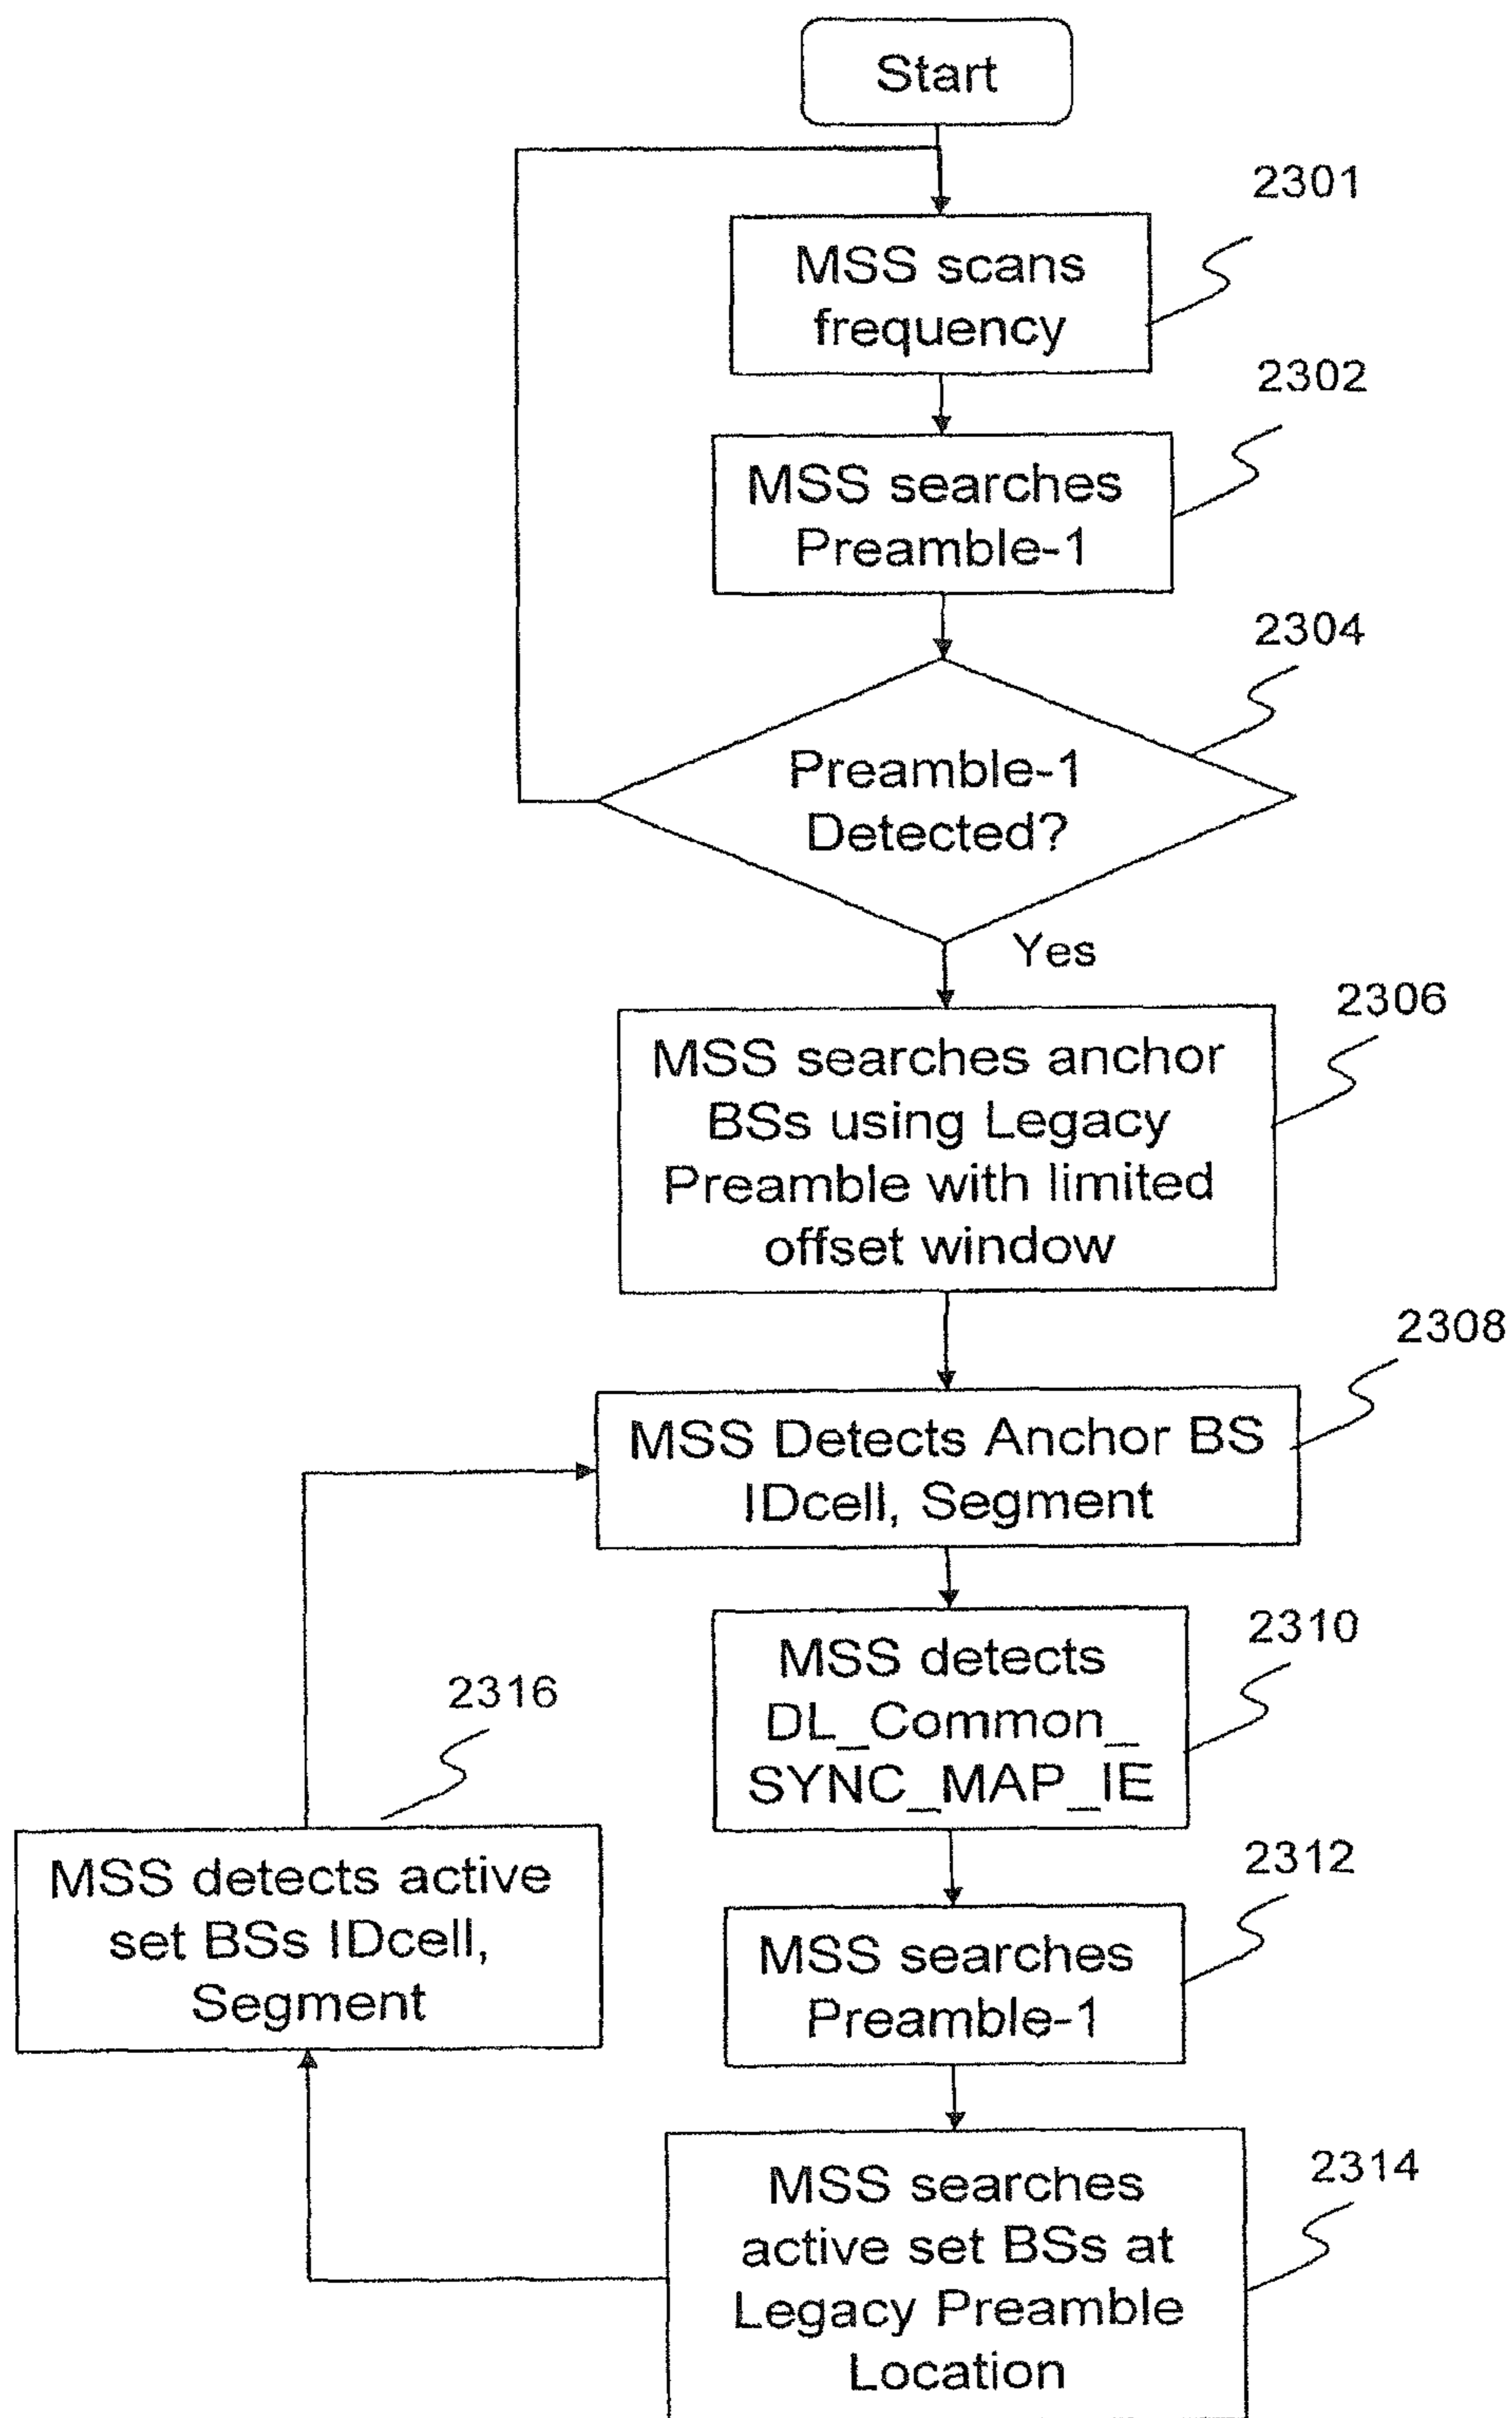 Start
2301
MSS scans
frequency
2302
MSS searches
Preamble-1
2304
Preamble-1
Detected?
Yes
2306
MSS searches anchor
BSs using Legacy
Preamble with limited
offset window
2308
MSS Detects Anchor BS
IDcell, Segment
2310
MSS detects
DL_Common_
SYNC_MAP_IE
2316
MSS detects active
set BSs IDcell,
Segment
2312
MSS searches
Preamble-1
2314
MSS searches
active set BSs at
Legacy Preamble
Location